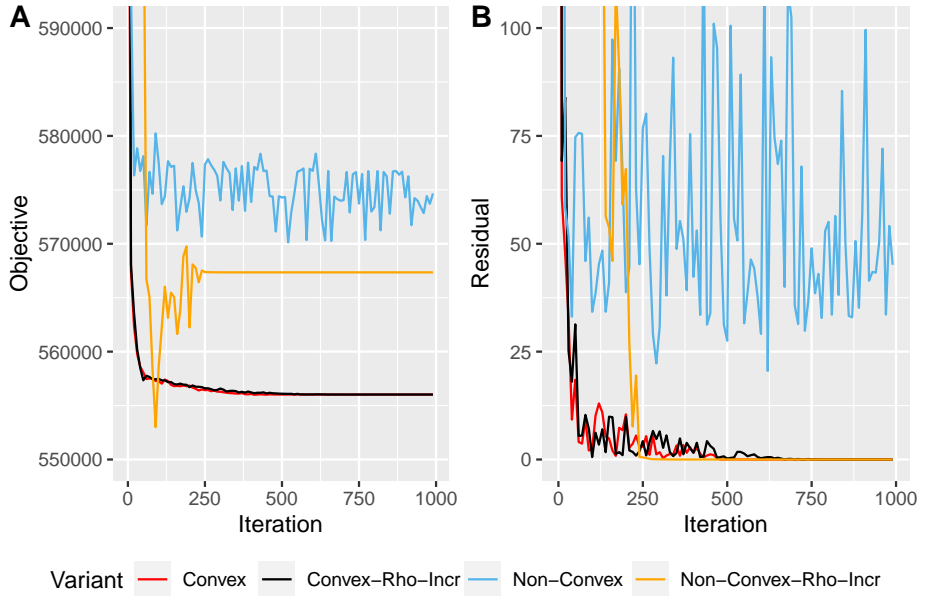 A
590000
580000
570000
560000
550000
Objective
0
250
500
750
1000
Iteration
B
100
75
50
25
0
Residual
0
250
500
750
1000
Iteration
Variant Convex Convex−Rho−Incr Non−Convex Non−Convex−Rho−Incr